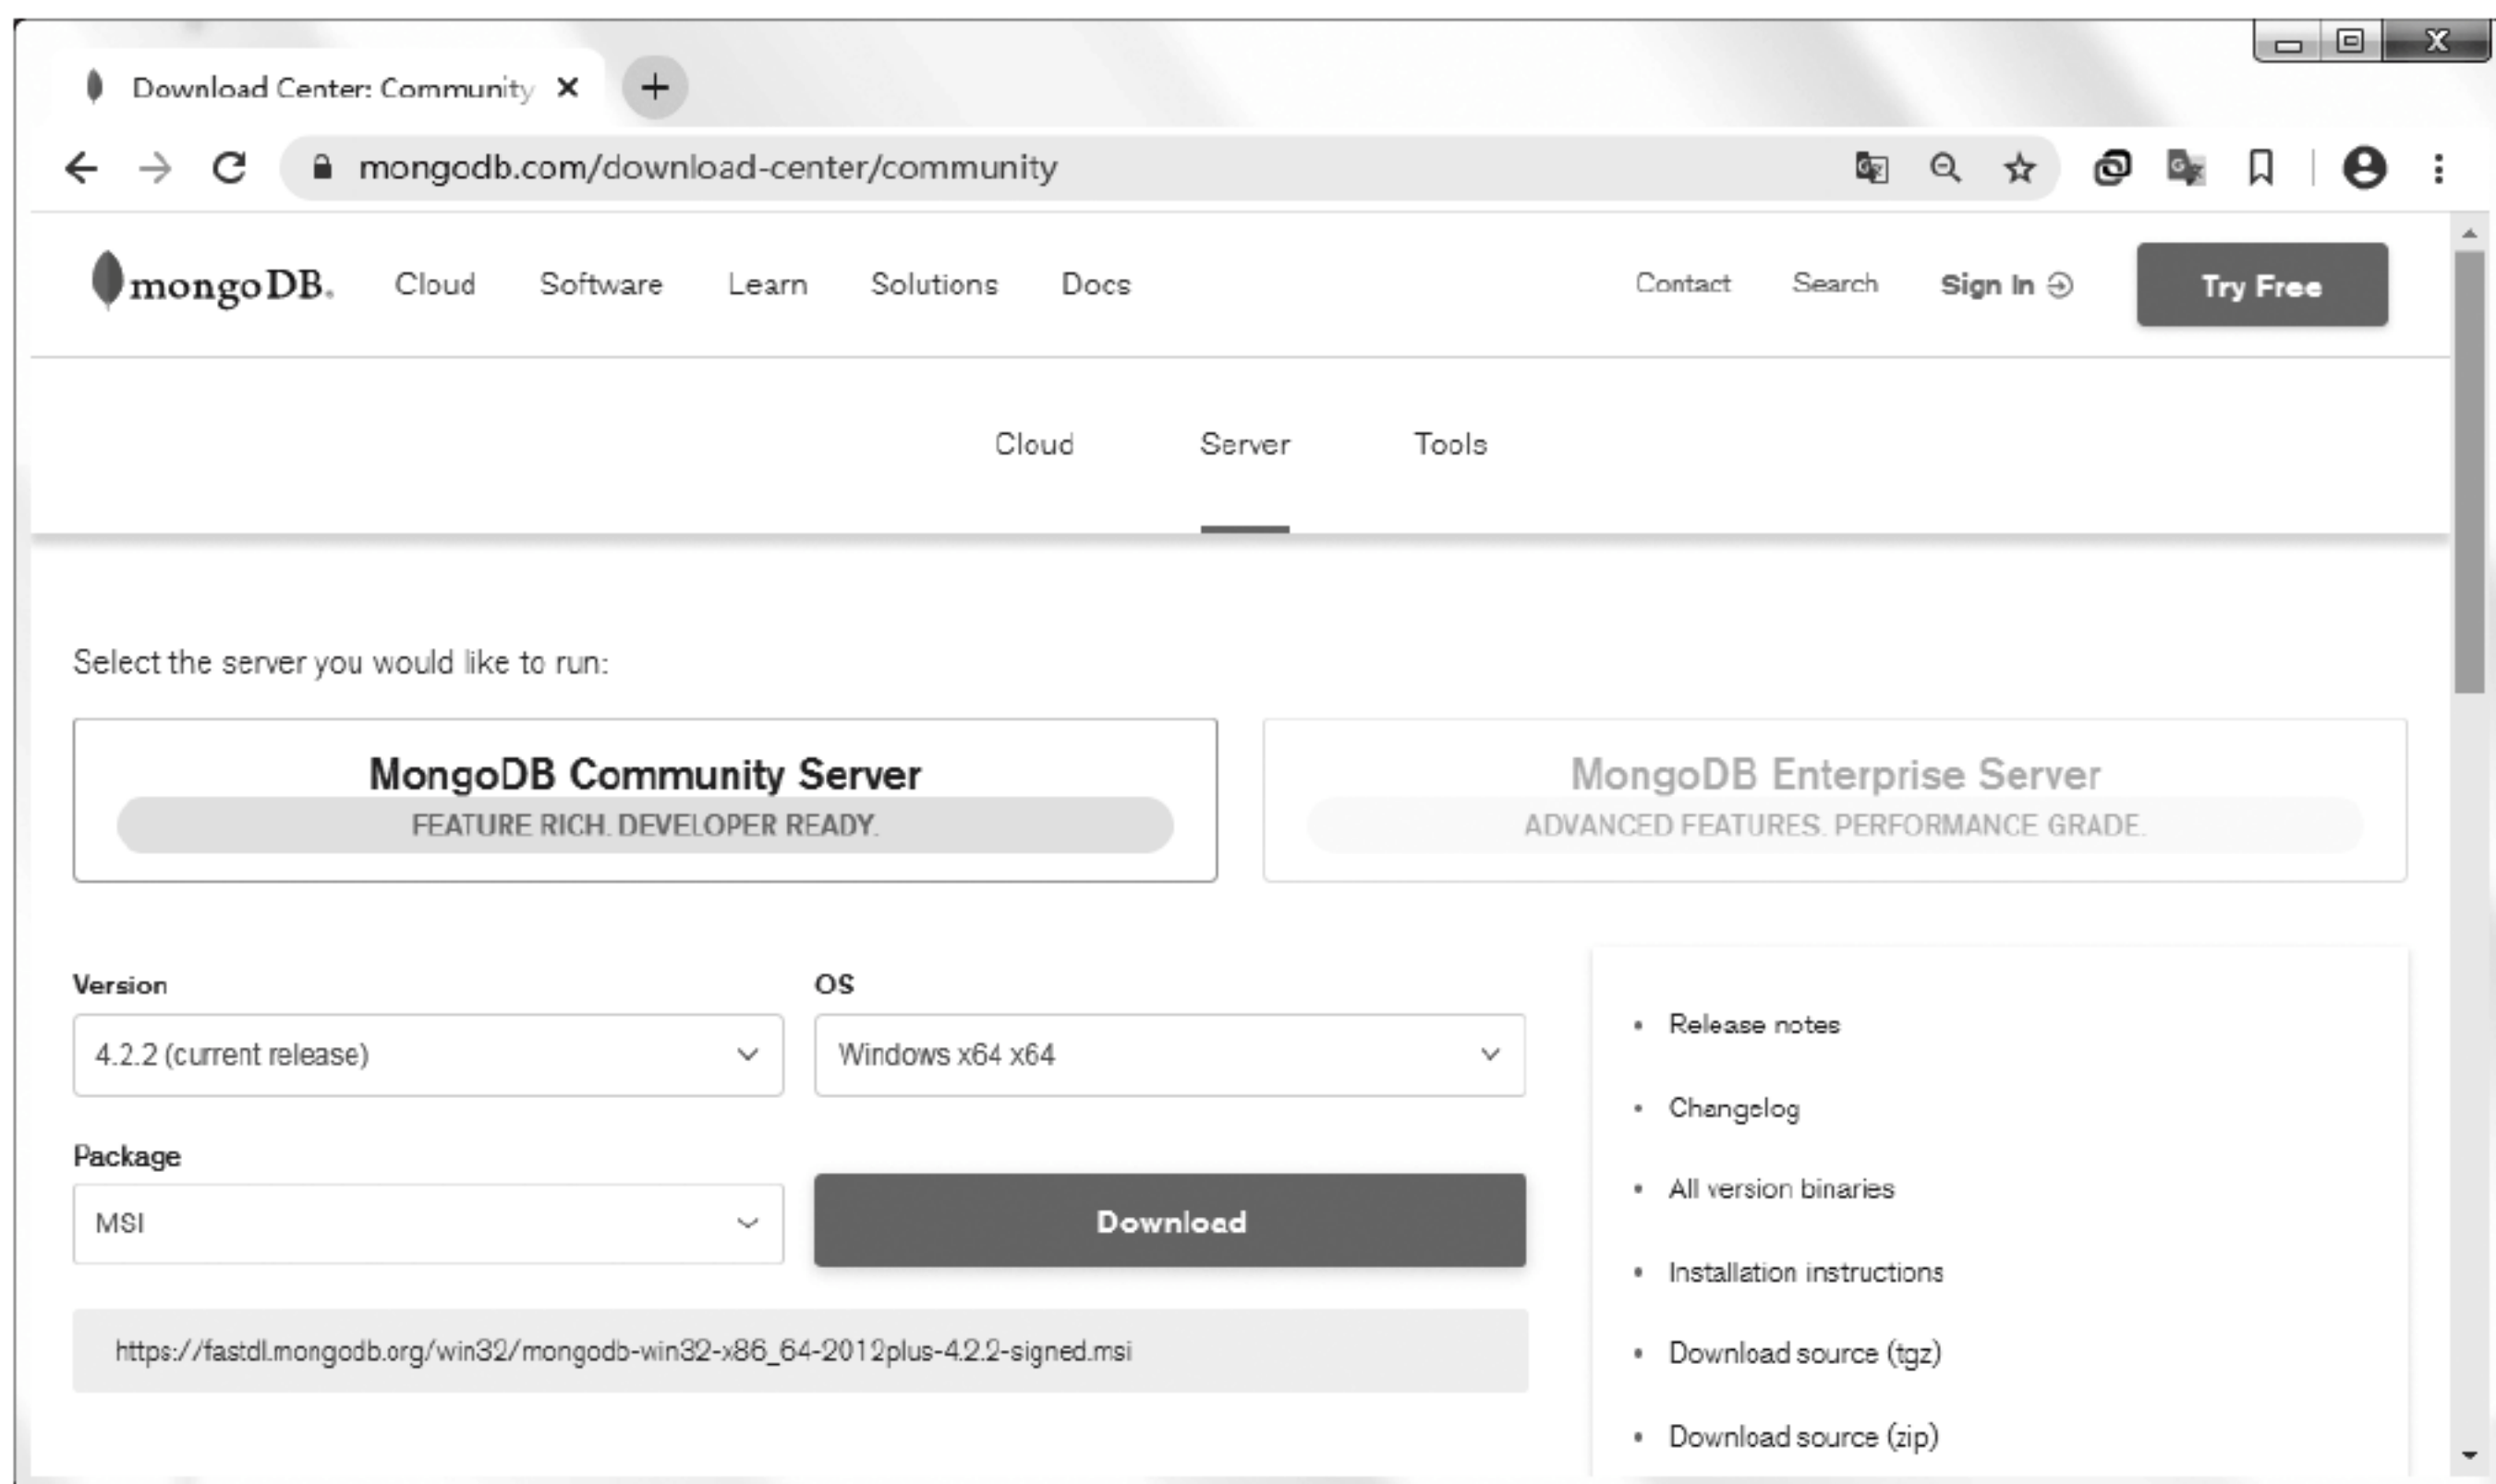 Download Center: Community
mongodb.com/download-center/community
mongoDB. Cloud Software Learn Solutions Docs Contact Search Sign In Try Free
Cloud Server Tools
Select the server you would like to run:
MongoDB Community Server
FEATURE RICH. DEVELOPER READY.
MongoDB Enterprise Server
ADVANCED FEATURES. PERFORMANCE GRADE.
Version
4.2.2 (current release)
OS
Windows x64 x64
Package
MSI
Download
https://fastdl.mongodb.org/win32/mongodb-win32-x86_64-2012plus-4.2.2-signed.msi
Release notes
Changelog
All version binaries
Installation instructions
Download source (tgz)
Download source (zip)